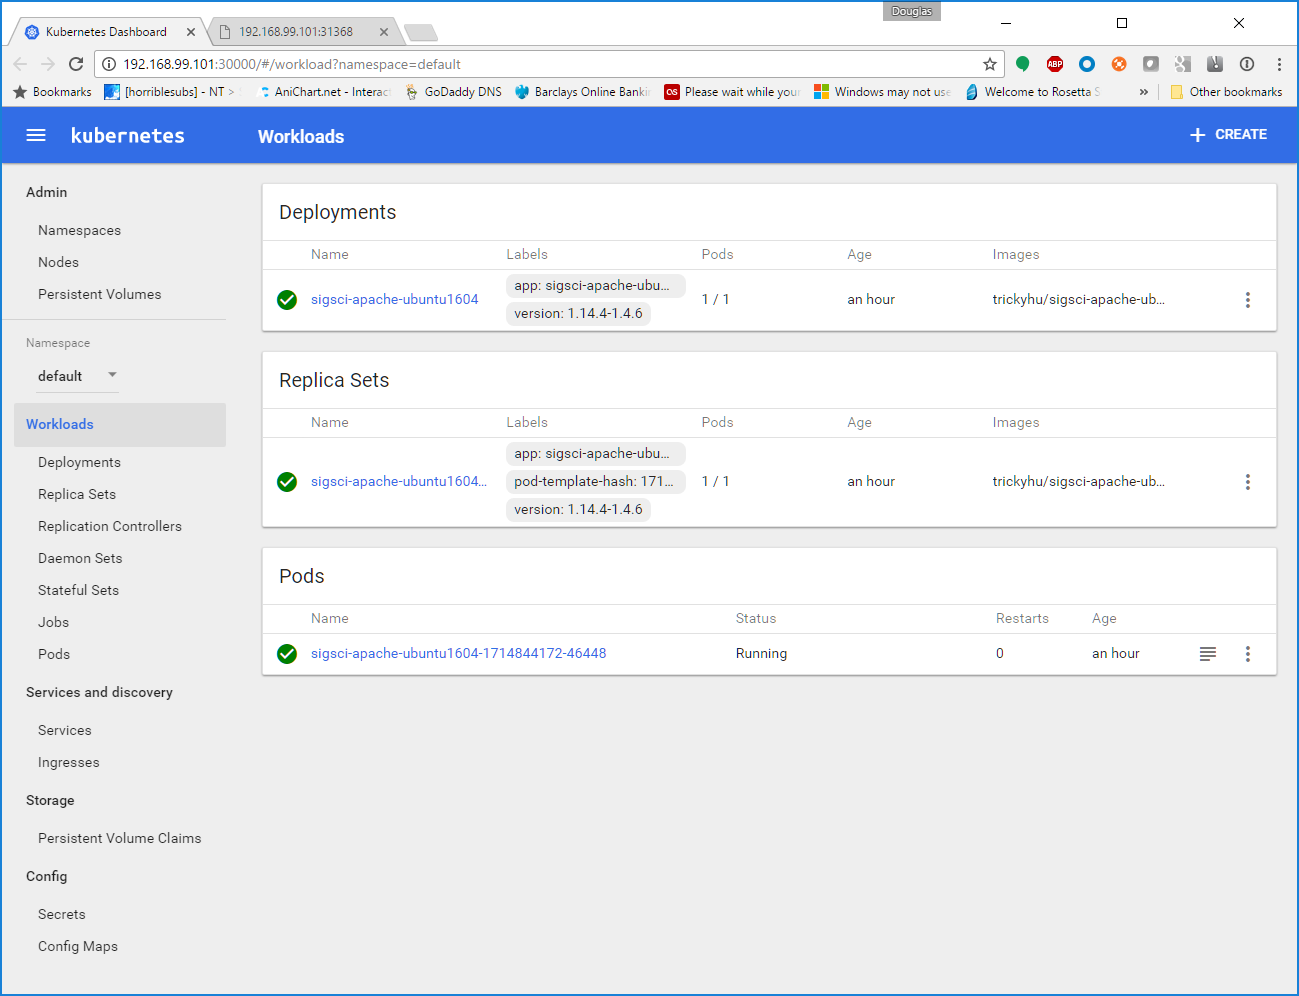 Douglas
Kubernetes Dashboard
192.168.99.101:31368
192.168.99.101:30000/#/workload?namespace=default
ABP
Bookmarks [horriblesubs] - NT > AniChart.net - Interac GoDaddy DNS Barclays Online Bankin OS Please wait while your Windows may not use Welcome to Rosetta S » Other bookmarks
kubernetes Workloads + CREATE
Admin
Namespaces
Nodes
Persistent Volumes
Namespace
default
Workloads
Deployments
Replica Sets
Replication Controllers
Daemon Sets
Stateful Sets
Jobs
Pods
Services and discovery
Services
Ingresses
Storage
Persistent Volume Claims
Config
Secrets
Config Maps
Deployments
Name Labels Pods Age Images
sigsci-apache-ubuntu1604 app: sigsci-apache-ubu... 1 / 1 an hour trickyhu/sigsci-apache-ub...
version: 1.14.4-1.4.6
Replica Sets
Name Labels Pods Age Images
app: sigsci-apache-ubu...
sigsci-apache-ubuntu1604... pod-template-hash: 171... 1 / 1 an hour trickyhu/sigsci-apache-ub...
version: 1.14.4-1.4.6
Pods
Name Status Restarts Age
sigsci-apache-ubuntu1604-1714844172-46448 Running 0 an hour